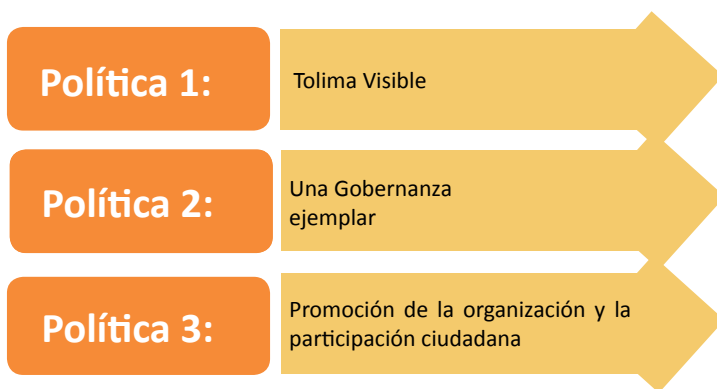 Política 1:
Tolima Visible
Política 2:
Una Gobernanza
ejemplar
Política 3:
Promoción de la organización y la
participación ciudadana